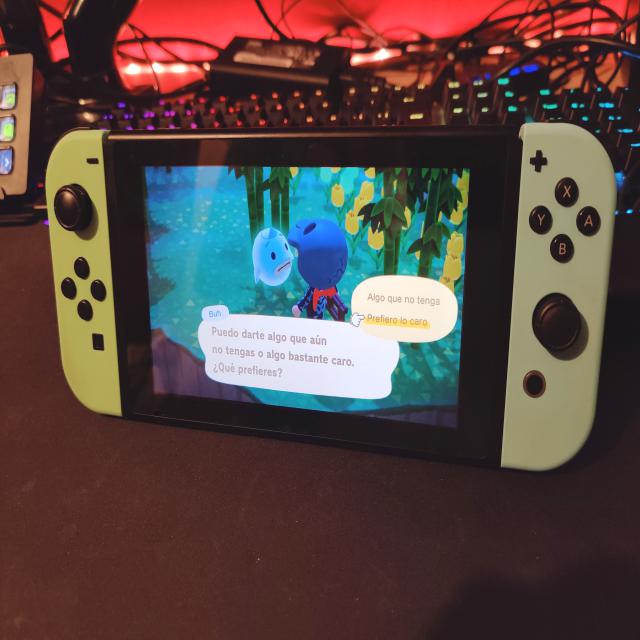 Algo que no tenga
Prefiero lo caro
Buh
Puedo darte algo que aún
no tengas o algo bastante caro.
¿Qué prefieres?
X
Y
A
B